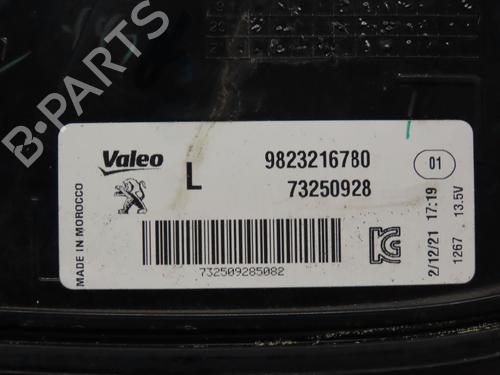 Valeo
L
9823216780
73250928
01
MADE IN MOROCCO
732509285082
2/12/21 17:19
1267 13.5V
B-PARTS